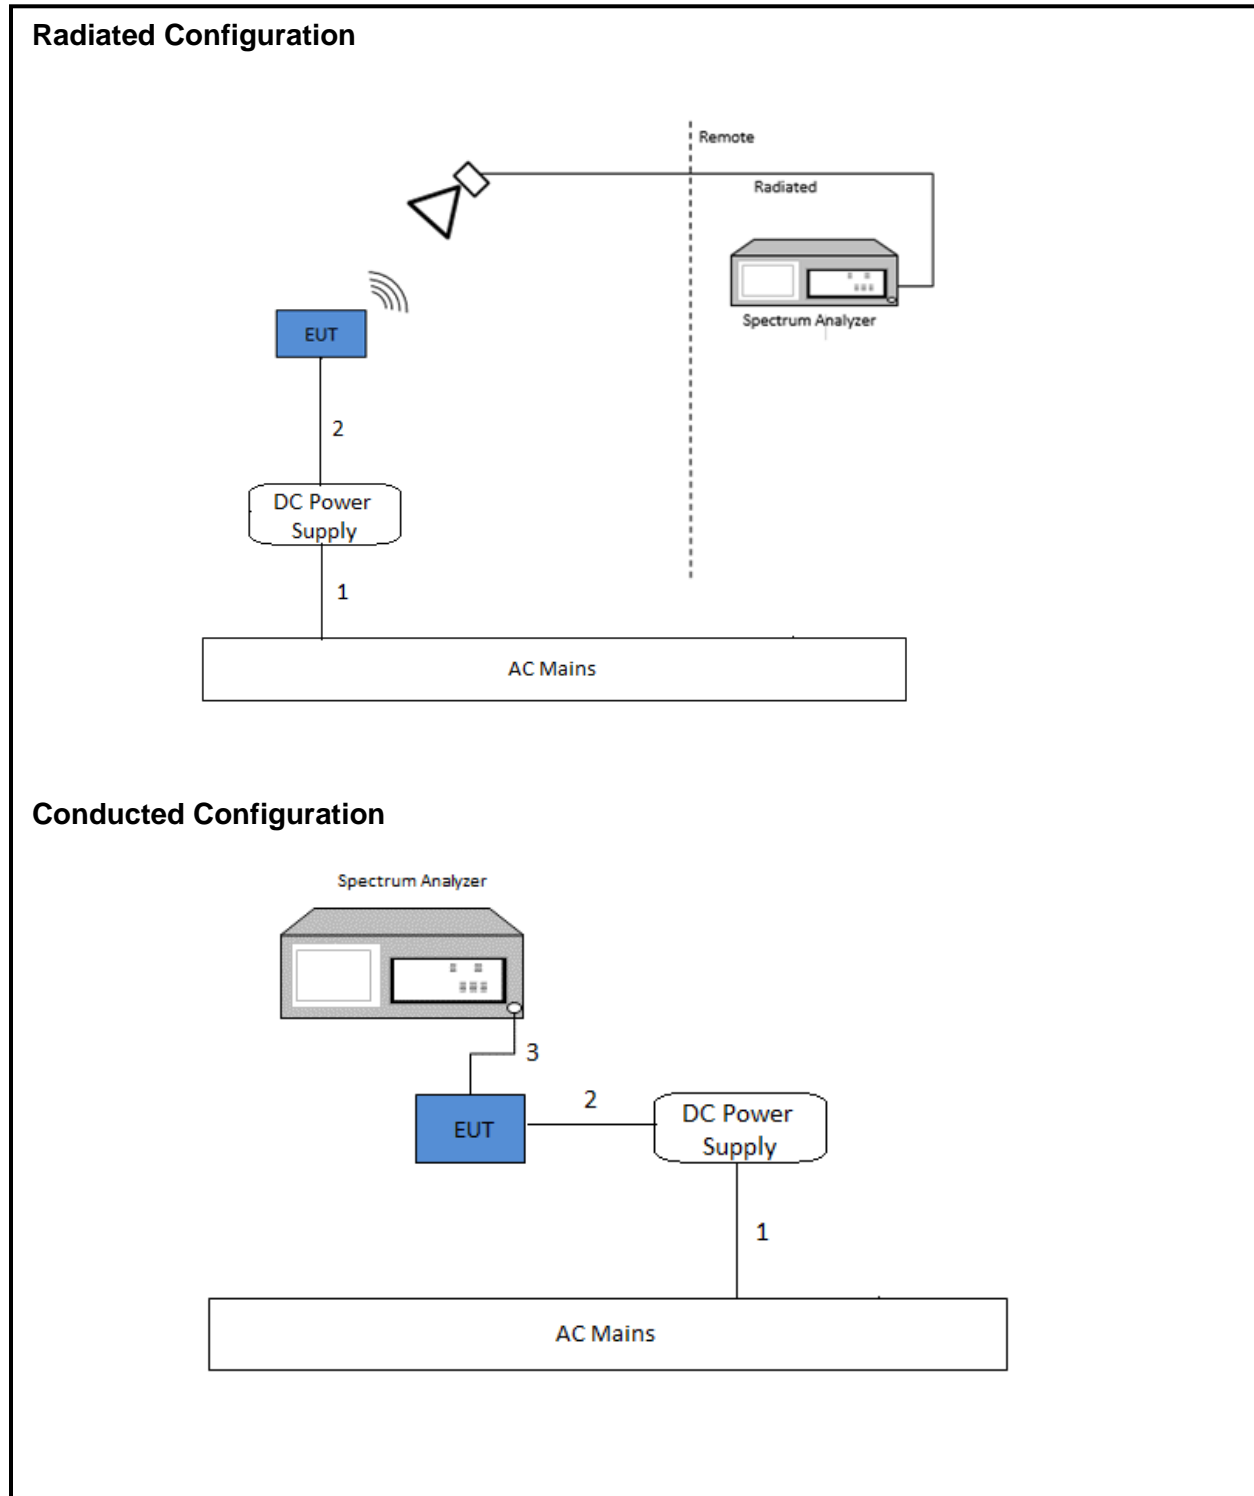 Radiated Configuration
Remote
Radiated
Spectrum Analyzer
EUT
2
DC Power
Supply
1
AC Mains
Conducted Configuration
Spectrum Analyzer
3
EUT
2
DC Power
Supply
1
AC Mains